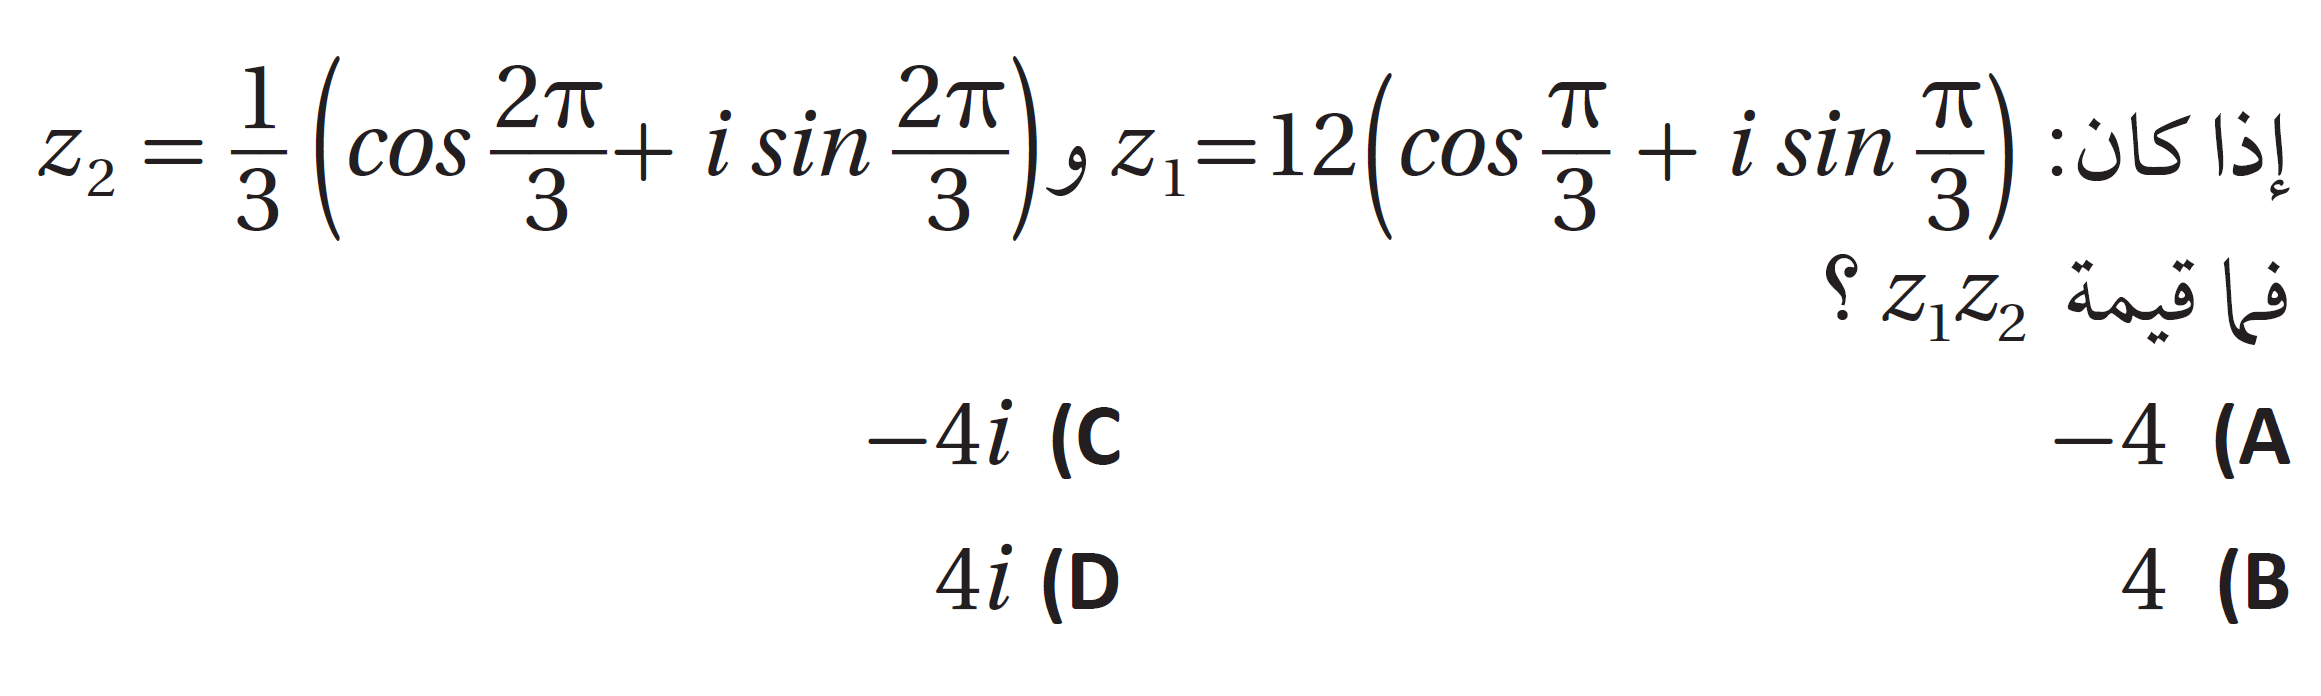 إذا كان: z₁=12(cos π/3 + i sin π/3) و z₂ = 1/3 (cos 2π/3 + i sin 2π/3)
فما قيمة z₁z₂ ؟
A) −4 C) −4i
B) 4 D) 4i